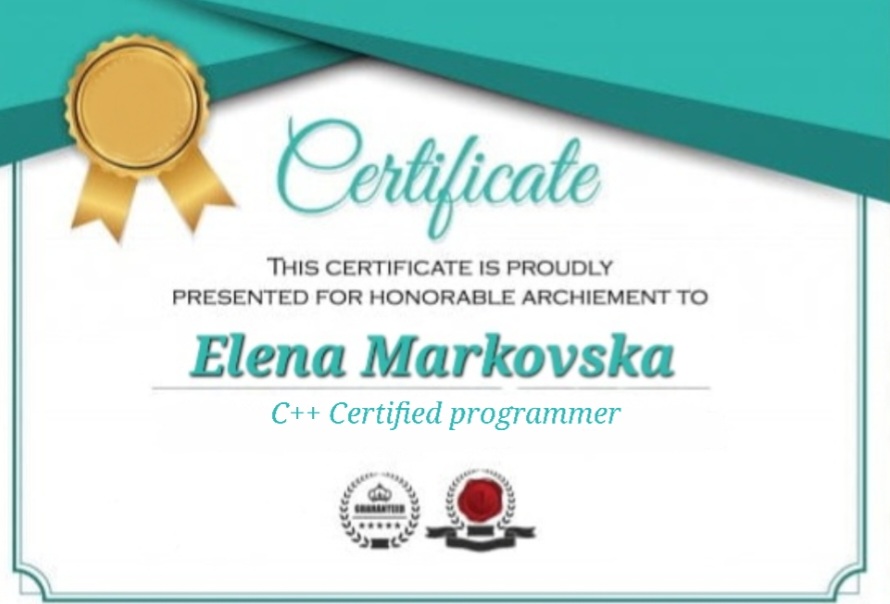 Certificate
THIS CERTIFICATE IS PROUDLY
PRESENTED FOR HONORABLE ARCHIEMENT TO
Elena Markovska
C++ Certified programmer
GUARANTEED